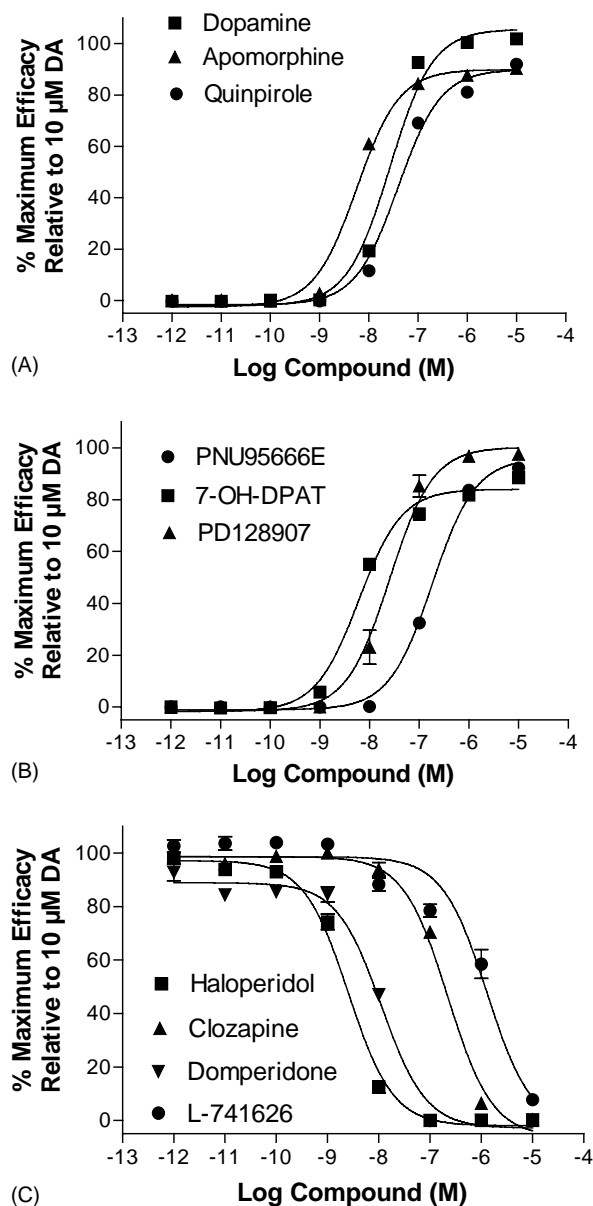 % Maximum Efficacy
Relative to 10 µM DA
100
80
60
40
20
0
Dopamine
Apomorphine
Quinpirole
-13 -12 -11 -10 -9 -8 -7 -6 -5 -4
Log Compound (M)
(A)
% Maximum Efficacy
Relative to 10 µM DA
100
80
60
40
20
0
PNU95666E
7-OH-DPAT
PD128907
-13 -12 -11 -10 -9 -8 -7 -6 -5 -4
Log Compound (M)
(B)
% Maximum Efficacy
Relative to 10 µM DA
100
80
60
40
20
0
Haloperidol
Clozapine
Domperidone
L-741626
-13 -12 -11 -10 -9 -8 -7 -6 -5 -4
Log Compound (M)
(C)